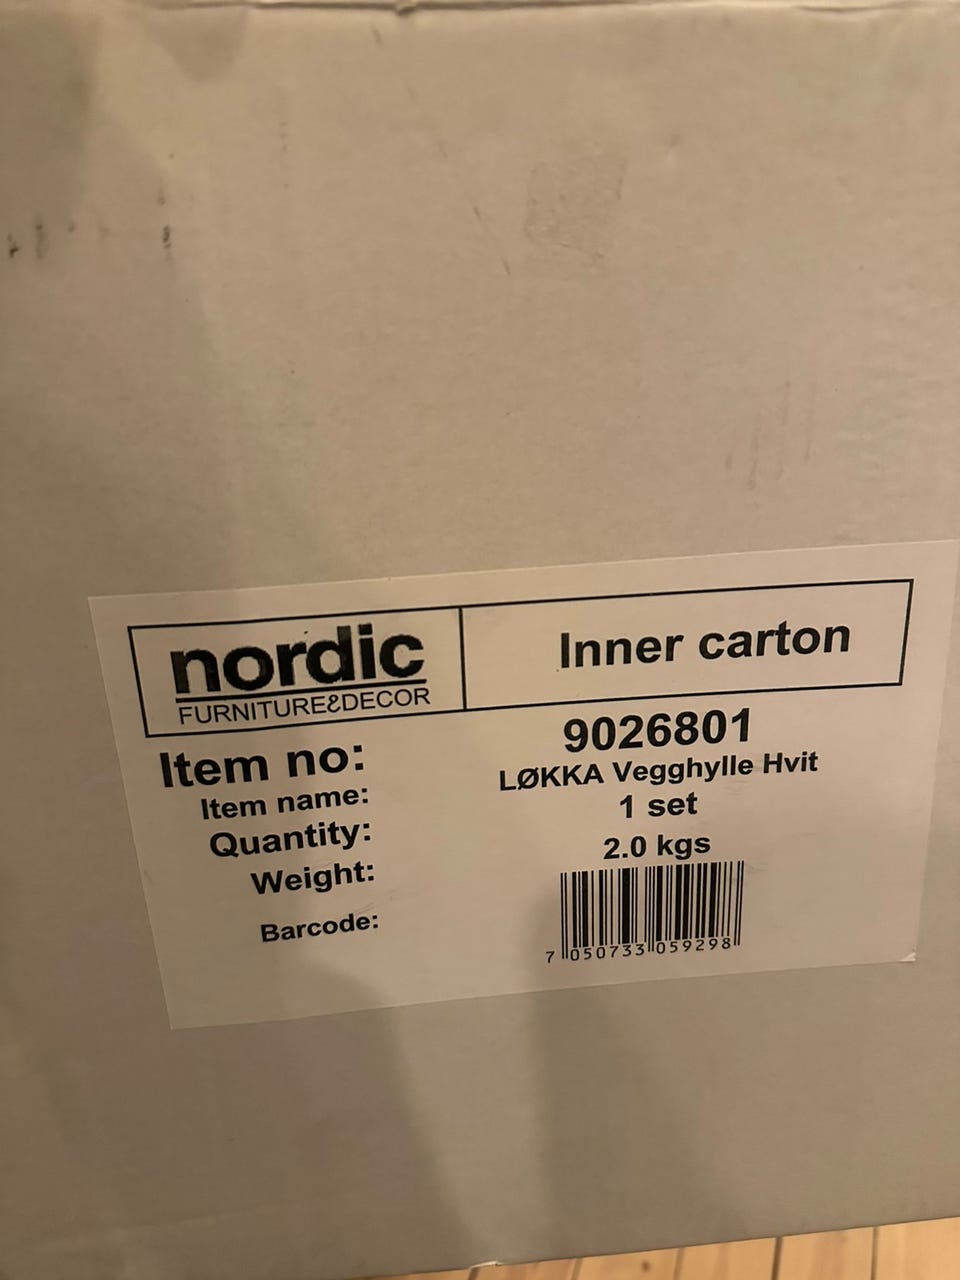 nordic
FURNITURE&DECOR
Inner carton
Item no: 9026801
Item name: LØKKA Vegghylle Hvit
Quantity: 1 set
Weight: 2.0 kgs
Barcode:
7 050733 059298